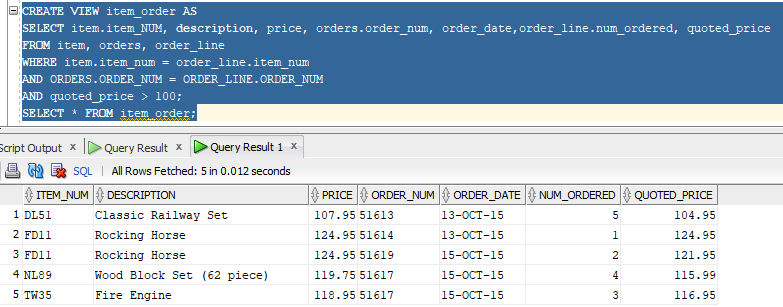 CREATE VIEW item_order AS
SELECT item.item_NUM, description, price, orders.order_num, order_date,order_line.num_ordered, quoted_price
FROM item, orders, order_line
WHERE item.item_num = order_line.item_num
AND ORDERS.ORDER_NUM = ORDER_LINE.ORDER_NUM
AND quoted_price > 100;
SELECT * FROM item_order;
Script Output x Query Result x Query Result 1 x
SQL All Rows Fetched: 5 in 0.012 seconds
ITEM_NUM DESCRIPTION PRICE ORDER_NUM ORDER_DATE NUM_ORDERED QUOTED_PRICE
1 DL51 Classic Railway Set 107.95 51613 13-OCT-15 5 104.95
2 FD11 Rocking Horse 124.95 51614 13-OCT-15 1 124.95
3 FD11 Rocking Horse 124.95 51619 15-OCT-15 2 121.95
4 NL89 Wood Block Set (62 piece) 119.75 51617 15-OCT-15 4 115.99
5 TW35 Fire Engine 118.95 51617 15-OCT-15 3 116.95